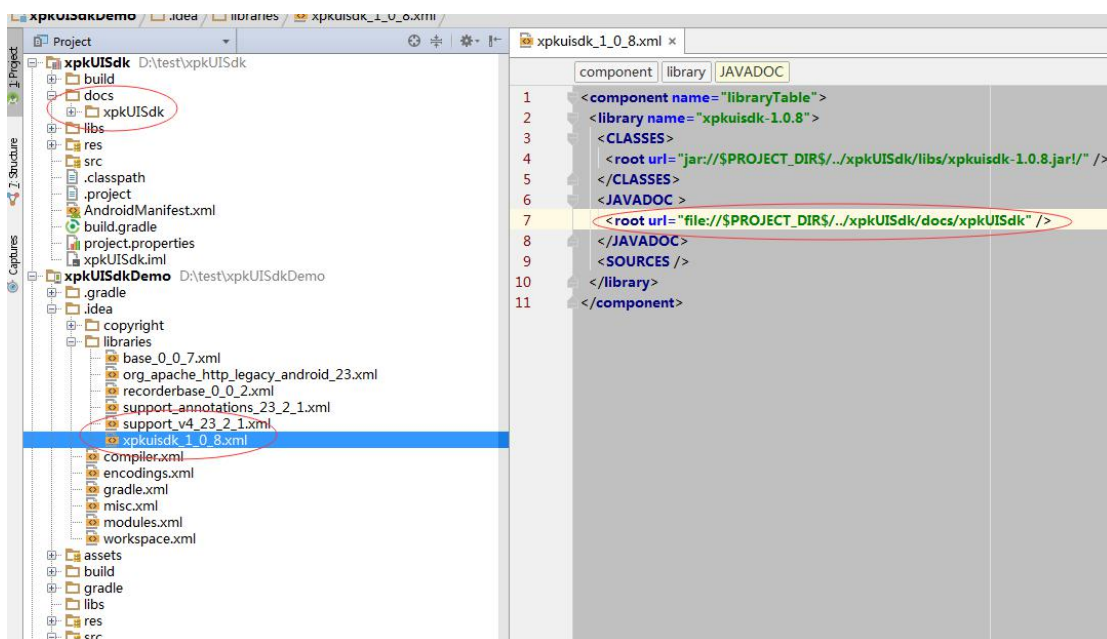 xpkUISdkDemo .idea libraries xpkuisdk_1_0_8.xml
Project
xpkuisdk_1_0_8.xml ×
1: Project
7: Structure
Captures
xpkUISdk D:\test\xpkUISdk
build
docs
xpkUISdk
libs
res
src
.classpath
.project
AndroidManifest.xml
build.gradle
project.properties
xpkUISdk.iml
xpkUISdkDemo D:\test\xpkUISdkDemo
.gradle
.idea
copyright
libraries
base_0_0_7.xml
org_apache_http_legacy_android_23.xml
recorderbase_0_0_2.xml
support_annotations_23_2_1.xml
support_v4_23_2_1.xml
xpkuisdk_1_0_8.xml
compiler.xml
encodings.xml
gradle.xml
misc.xml
modules.xml
workspace.xml
assets
build
gradle
libs
res
src
component library JAVADOC
1 <component name="libraryTable">
2 <library name="xpkuisdk-1.0.8">
3 <CLASSES>
4 <root url="jar://$PROJECT_DIR$/../xpkUISdk/libs/xpkuisdk-1.0.8.jar!/" />
5 </CLASSES>
6 <JAVADOC >
7 <root url="file://$PROJECT_DIR$/../xpkUISdk/docs/xpkUISdk" />
8 </JAVADOC>
9 <SOURCES />
10 </library>
11 </component>